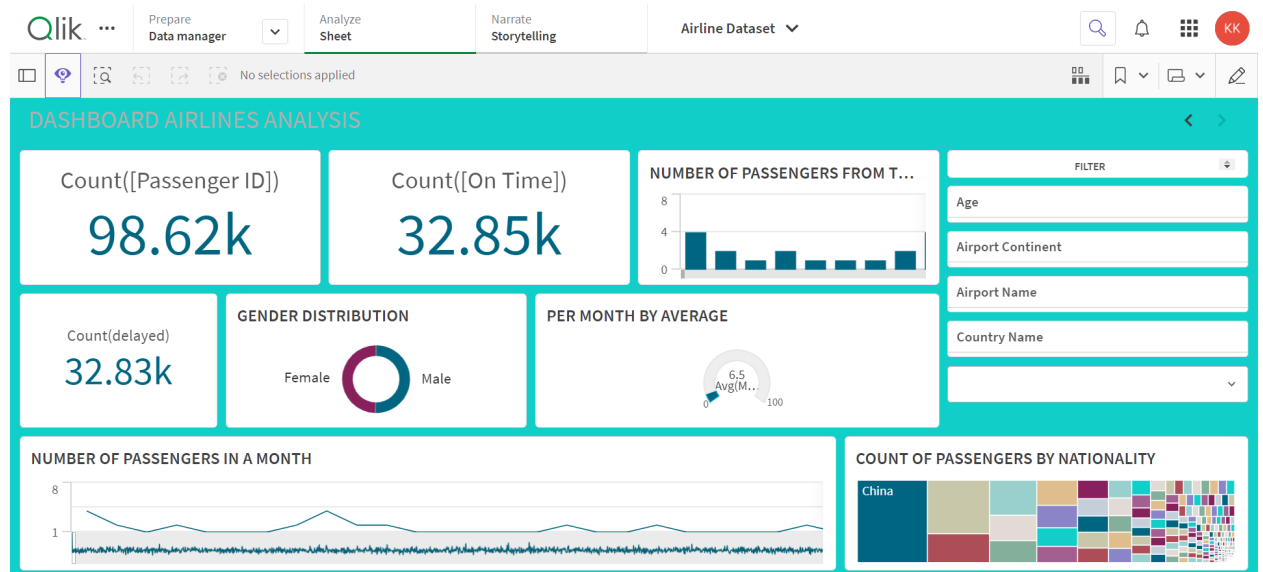 Qlik
Prepare
Data manager
Analyze
Sheet
Narrate
Storytelling
Airline Dataset
KK
No selections applied
DASHBOARD AIRLINES ANALYSIS
Count([Passenger ID])
98.62k
Count([On Time])
32.85k
NUMBER OF PASSENGERS FROM T...
8
4
0
FILTER
Age
Airport Continent
Airport Name
Country Name
Count(delayed)
32.83k
GENDER DISTRIBUTION
Female
Male
PER MONTH BY AVERAGE
6.5
Avg(M...
0
100
NUMBER OF PASSENGERS IN A MONTH
8
1
COUNT OF PASSENGERS BY NATIONALITY
China